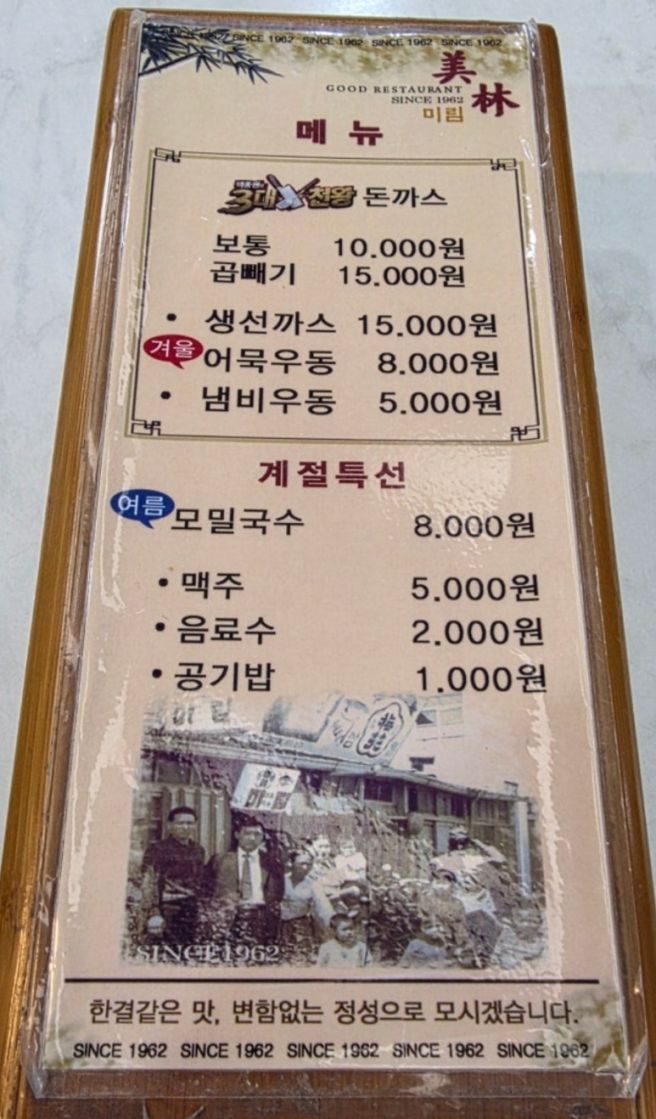 SINCE 1962 SINCE 1962 SINCE 1962 SINCE 1962
美林
GOOD RESTAURANT
SINCE 1962
미림
메 뉴
백종원의 3대 천왕 돈까스
보통 10.000원
곱빼기 15.000원
• 생선까스 15.000원
겨울 어묵우동 8.000원
• 냄비우동 5.000원
계절특선
여름 모밀국수 8.000원
• 맥주 5.000원
• 음료수 2.000원
• 공기밥 1.000원
미림
SINCE 1962
한결같은 맛, 변함없는 정성으로 모시겠습니다.
SINCE 1962 SINCE 1962 SINCE 1962 SINCE 1962 SINCE 1962